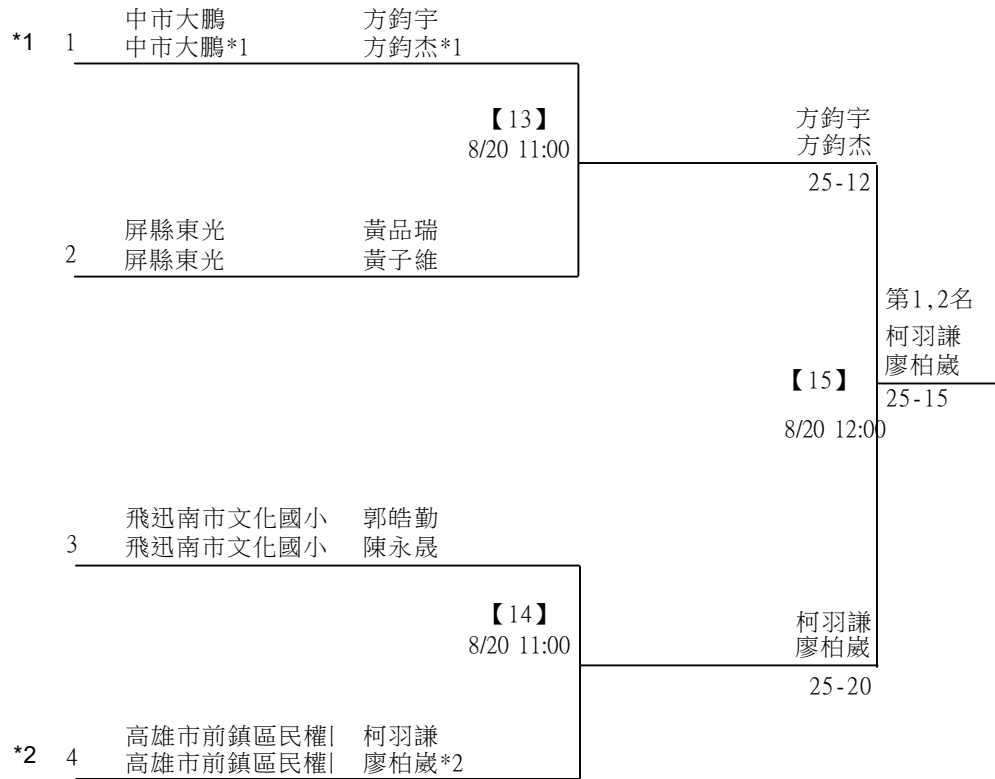 中市大鵬 方鈞宇
*1 1 中市大鵬*1 方鈞杰*1
【13】
8/20 11:00
方鈞宇
方鈞杰
25-12
屏縣東光 黃品瑞
2 屏縣東光 黃子維
第1,2名
柯羽謙
廖柏崴
【15】
25-15
8/20 12:00
飛迅南市文化國小 郭皓勤
3 飛迅南市文化國小 陳永晟
【14】
8/20 11:00
柯羽謙
廖柏崴
25-20
高雄市前鎮區民權 柯羽謙
*2 4 高雄市前鎮區民權 廖柏崴*2